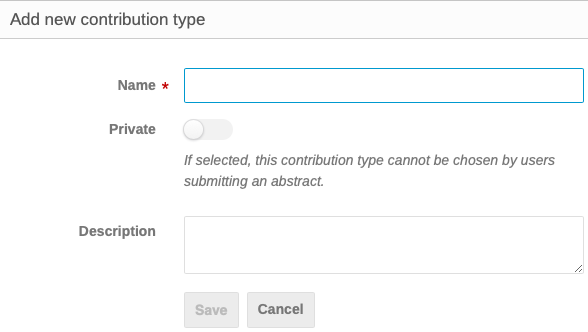 Add new contribution type
Name *
Private
If selected, this contribution type cannot be chosen by users
submitting an abstract.
Description
Save Cancel